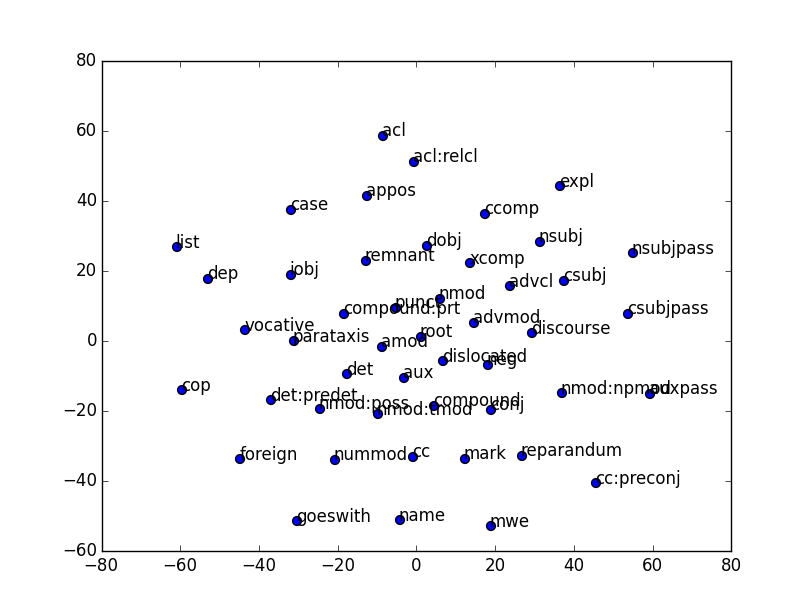 80
acl
60
acl:relcl
expl
appos
40
case
ccomp
nsubj
dobj
list
nsubjpass
remnant
xcomp
20
dep
iobj
csubj
advcl
nmod
punct
compound:prt
csubjpass
advmod
vocative
discourse
root
0
parataxis
amod
dislocated
neg
det
aux
cop
nmod:npmod
auxpass
det:predet
compound
nmod:poss
conj
nmod:tmod
−20
cc
reparandum
foreign
nummod
mark
−40
cc:preconj
name
goeswith
mwe
−60
−80 −60 −40 −20 0 20 40 60 80